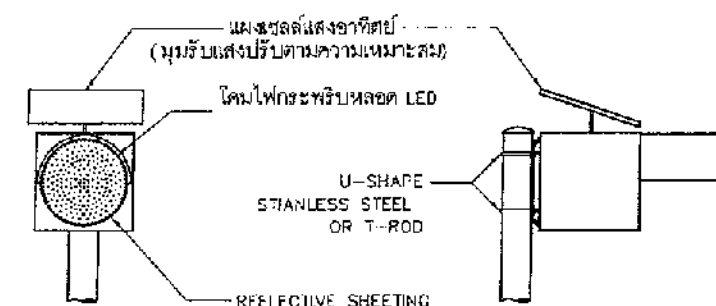 แผงเซลล์แสงอาทิตย์
(มุมรับแสงปรับตามความเหมาะสม)
โคมไฟกระพริบหลอด LED
U-SHAPE
STIANLESS STEEL
OR T-ROD
REFLECTIVE SHEETING